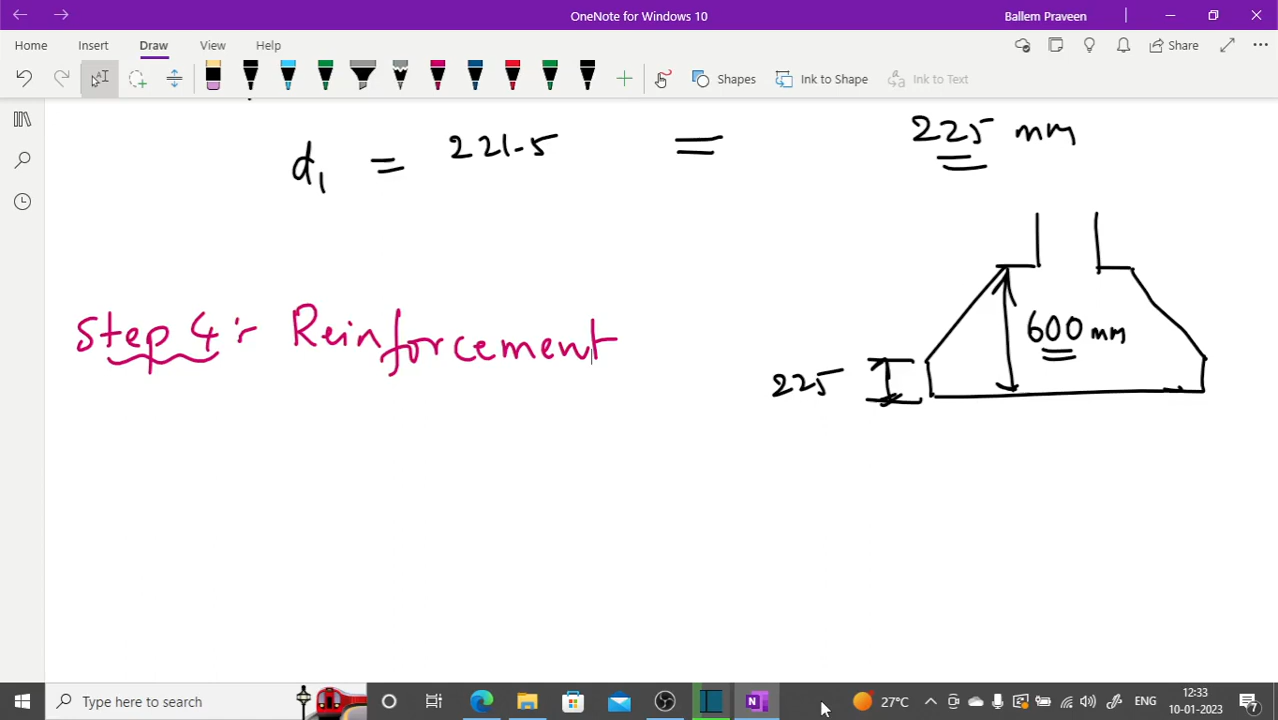 OneNote for Windows 10
Ballem Praveen
Home Insert Draw View Help
Share
Shapes Ink to Shape Ink to Text
d1 = 221.5 = 225 mm
Step 4:- Reinforcement
600 mm
225
Type here to search
27°C
ENG
12:33
10-01-2023
7